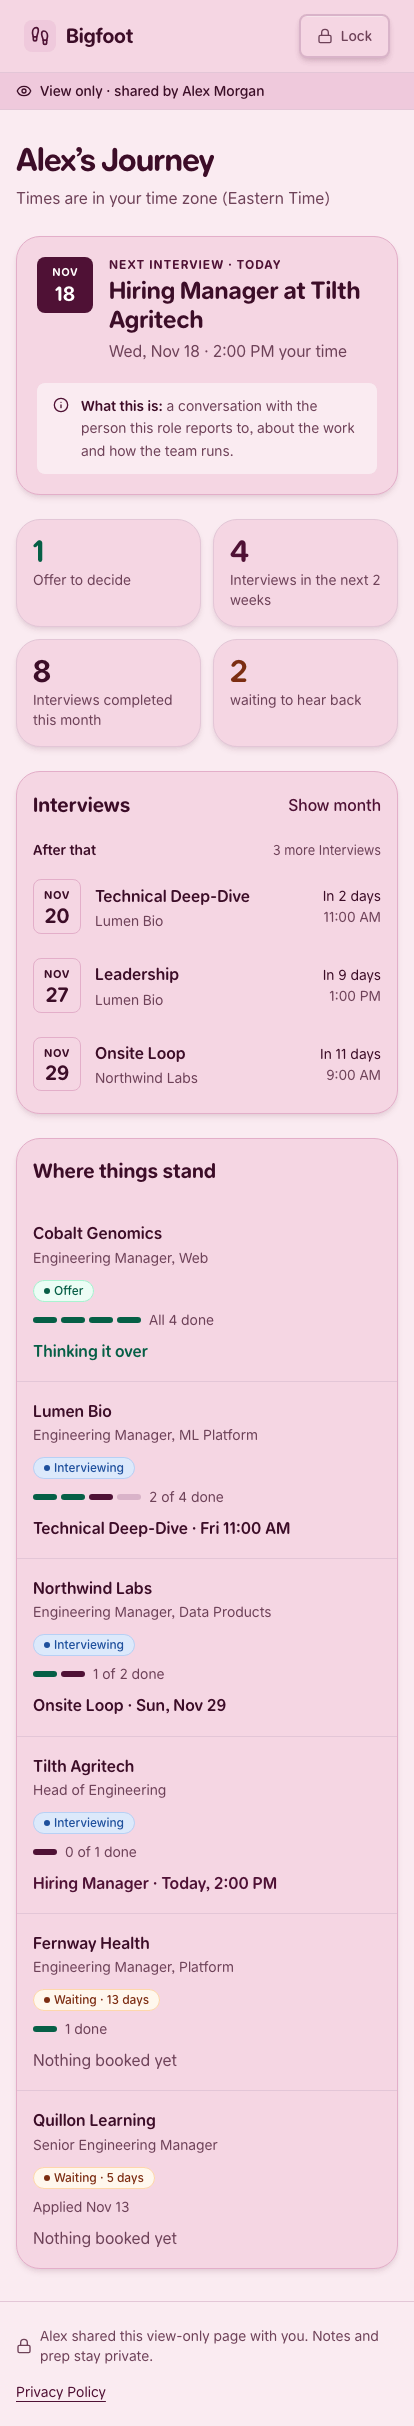 Bigfoot
Lock
View only · shared by Alex Morgan
Alex’s Journey
Times are in your time zone (Eastern Time)
NOV
18
NEXT INTERVIEW · TODAY
Hiring Manager at Tilth
Agritech
Wed, Nov 18 · 2:00 PM your time
What this is: a conversation with the
person this role reports to, about the work
and how the team runs.
1
Offer to decide
4
Interviews in the next 2
weeks
8
Interviews completed
this month
2
waiting to hear back
Interviews
Show month
After that
3 more Interviews
NOV
20
Technical Deep-Dive
Lumen Bio
In 2 days
11:00 AM
NOV
27
Leadership
Lumen Bio
In 9 days
1:00 PM
NOV
29
Onsite Loop
Northwind Labs
In 11 days
9:00 AM
Where things stand
Cobalt Genomics
Engineering Manager, Web
Offer
All 4 done
Thinking it over
Lumen Bio
Engineering Manager, ML Platform
Interviewing
2 of 4 done
Technical Deep-Dive · Fri 11:00 AM
Northwind Labs
Engineering Manager, Data Products
Interviewing
1 of 2 done
Onsite Loop · Sun, Nov 29
Tilth Agritech
Head of Engineering
Interviewing
0 of 1 done
Hiring Manager · Today, 2:00 PM
Fernway Health
Engineering Manager, Platform
Waiting · 13 days
1 done
Nothing booked yet
Quillon Learning
Senior Engineering Manager
Waiting · 5 days
Applied Nov 13
Nothing booked yet
Alex shared this view-only page with you. Notes and
prep stay private.
Privacy Policy